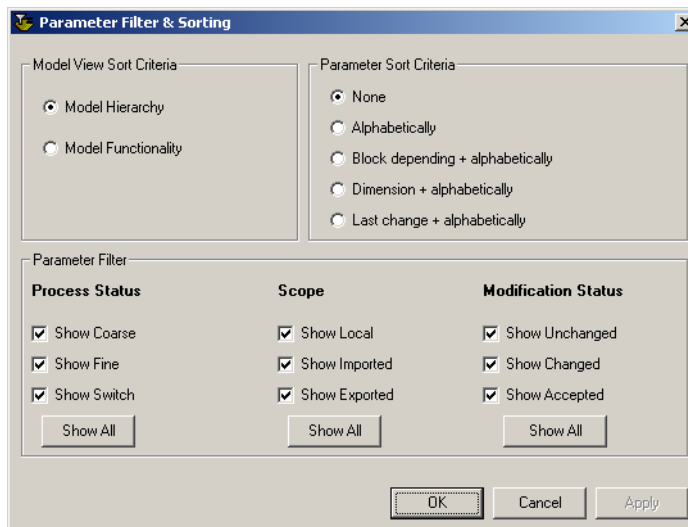 Parameter Filter & Sorting
Model View Sort Criteria
Model Hierarchy
Model Functionality
Parameter Sort Criteria
None
Alphabetically
Block depending + alphabetically
Dimension + alphabetically
Last change + alphabetically
Parameter Filter
Process Status
Show Coarse
Show Fine
Show Switch
Show All
Scope
Show Local
Show Imported
Show Exported
Show All
Modification Status
Show Unchanged
Show Changed
Show Accepted
Show All
OK
Cancel
Apply